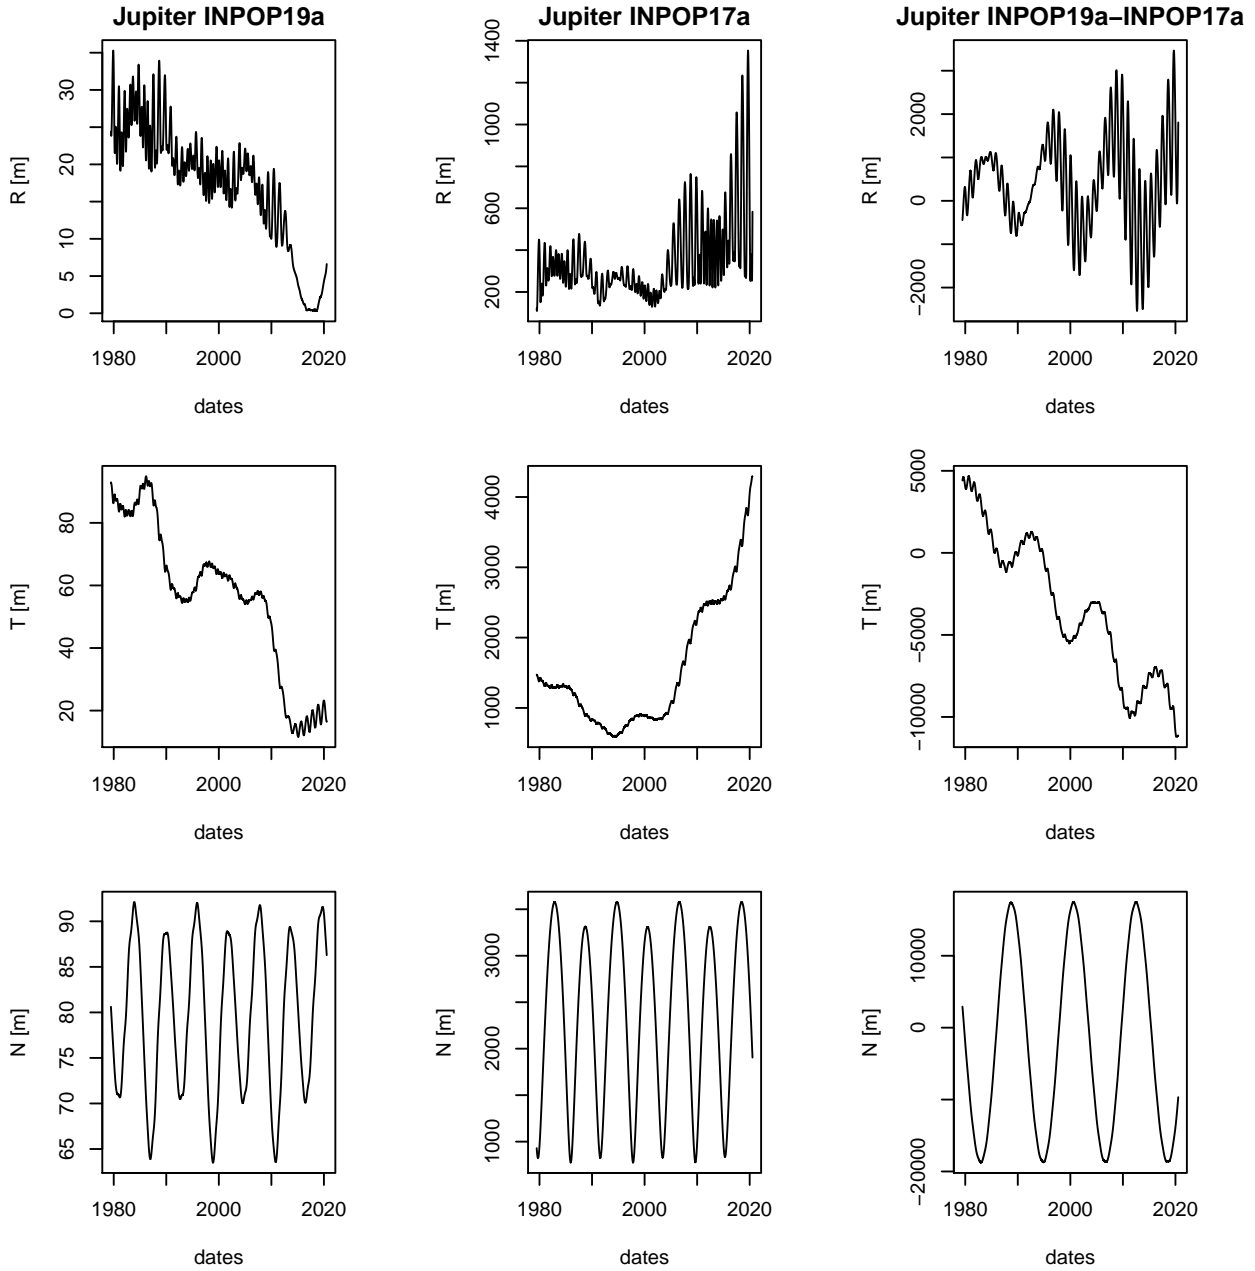 Jupiter INPOP19a
R [m]
0 5 10 20 30
1980 2000 2020
dates
Jupiter INPOP17a
R [m]
200 600 1000 1400
1980 2000 2020
dates
Jupiter INPOP19a−INPOP17a
R [m]
−2000 0 2000
1980 2000 2020
dates
T [m]
20 40 60 80
1980 2000 2020
dates
T [m]
1000 2000 3000 4000
1980 2000 2020
dates
T [m]
−10000 −5000 0 5000
1980 2000 2020
dates
N [m]
65 70 75 80 85 90
1980 2000 2020
dates
N [m]
1000 2000 3000
1980 2000 2020
dates
N [m]
−20000 0 10000
1980 2000 2020
dates